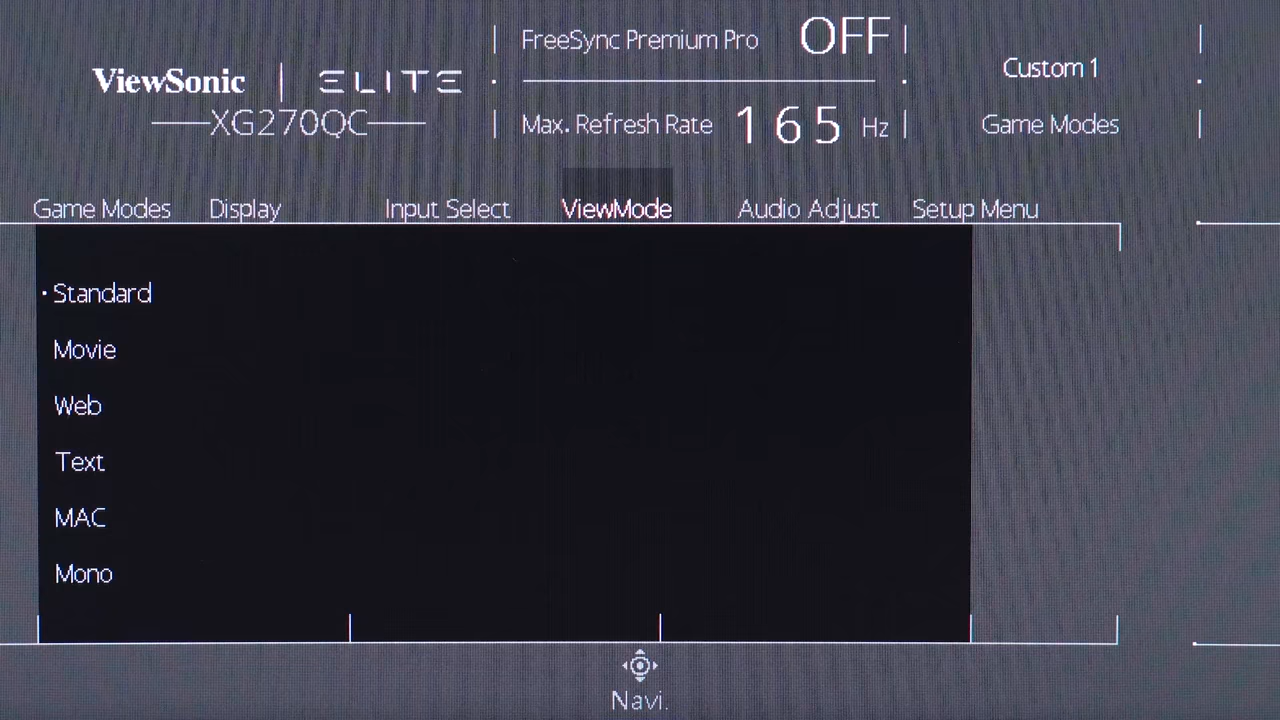 ViewSonic | ELITE
XG270QC
FreeSync Premium Pro OFF
Max. Refresh Rate 165 Hz
Custom 1
Game Modes
Game Modes Display Input Select ViewMode Audio Adjust Setup Menu
· Standard
Movie
Web
Text
MAC
Mono
Navi.